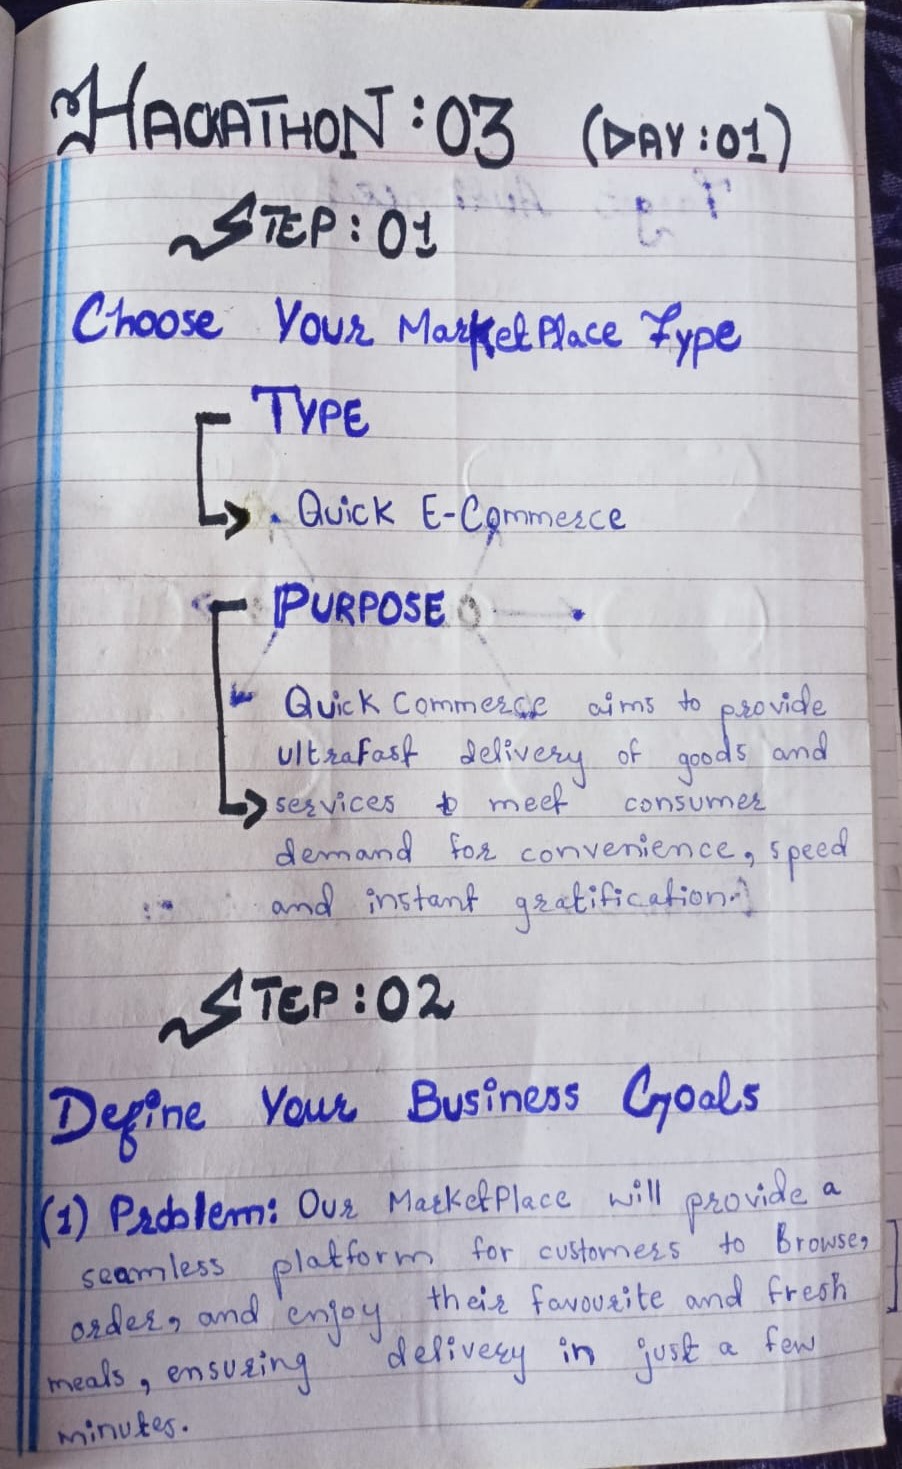 HACKATHON:03 (DAY:01)
STEP:01
Choose Your MarketPlace Type
TYPE
Quick E-Commerce
PURPOSE
Quick Commerce aims to provide
ultrafast delivery of goods and
services to meet consumer
demand for convenience, speed
and instant gratification.
STEP:02
Define Your Business Goals
(1) Problem: Our MarketPlace will provide a
seamless platform for customers to Browse,
order, and enjoy their favourite and fresh
meals, ensuring delivery in just a few
minutes.